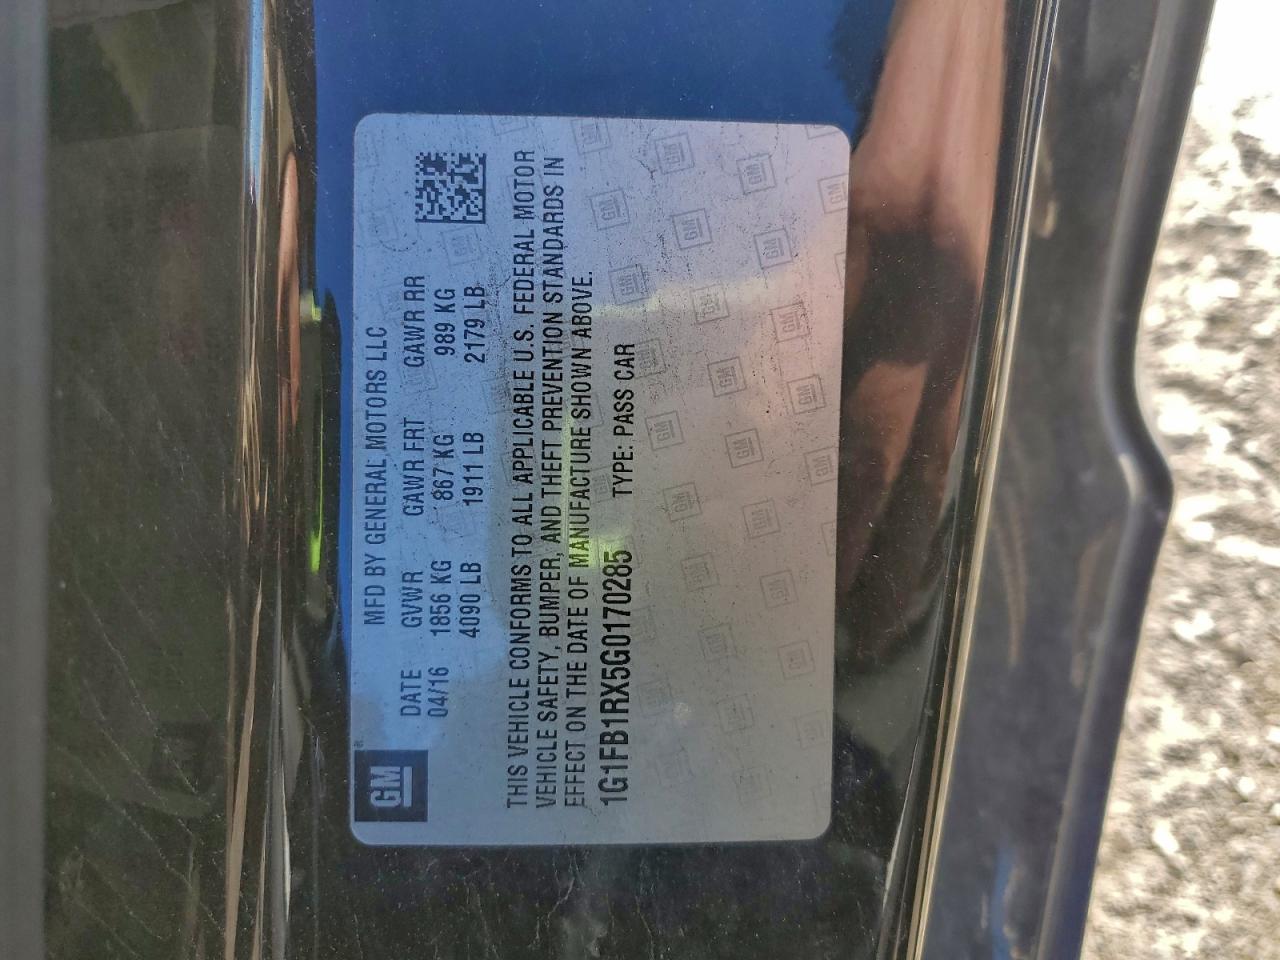 GM
MFD BY GENERAL MOTORS LLC
DATE GVWR GAWR FRT GAWR RR
04/16 1856 KG 867 KG 989 KG
4090 LB 1911 LB 2179 LB
THIS VEHICLE CONFORMS TO ALL APPLICABLE U.S. FEDERAL MOTOR
VEHICLE SAFETY, BUMPER, AND THEFT PREVENTION STANDARDS IN
EFFECT ON THE DATE OF MANUFACTURE SHOWN ABOVE.
1G1FB1RX5G0170285 TYPE: PASS CAR